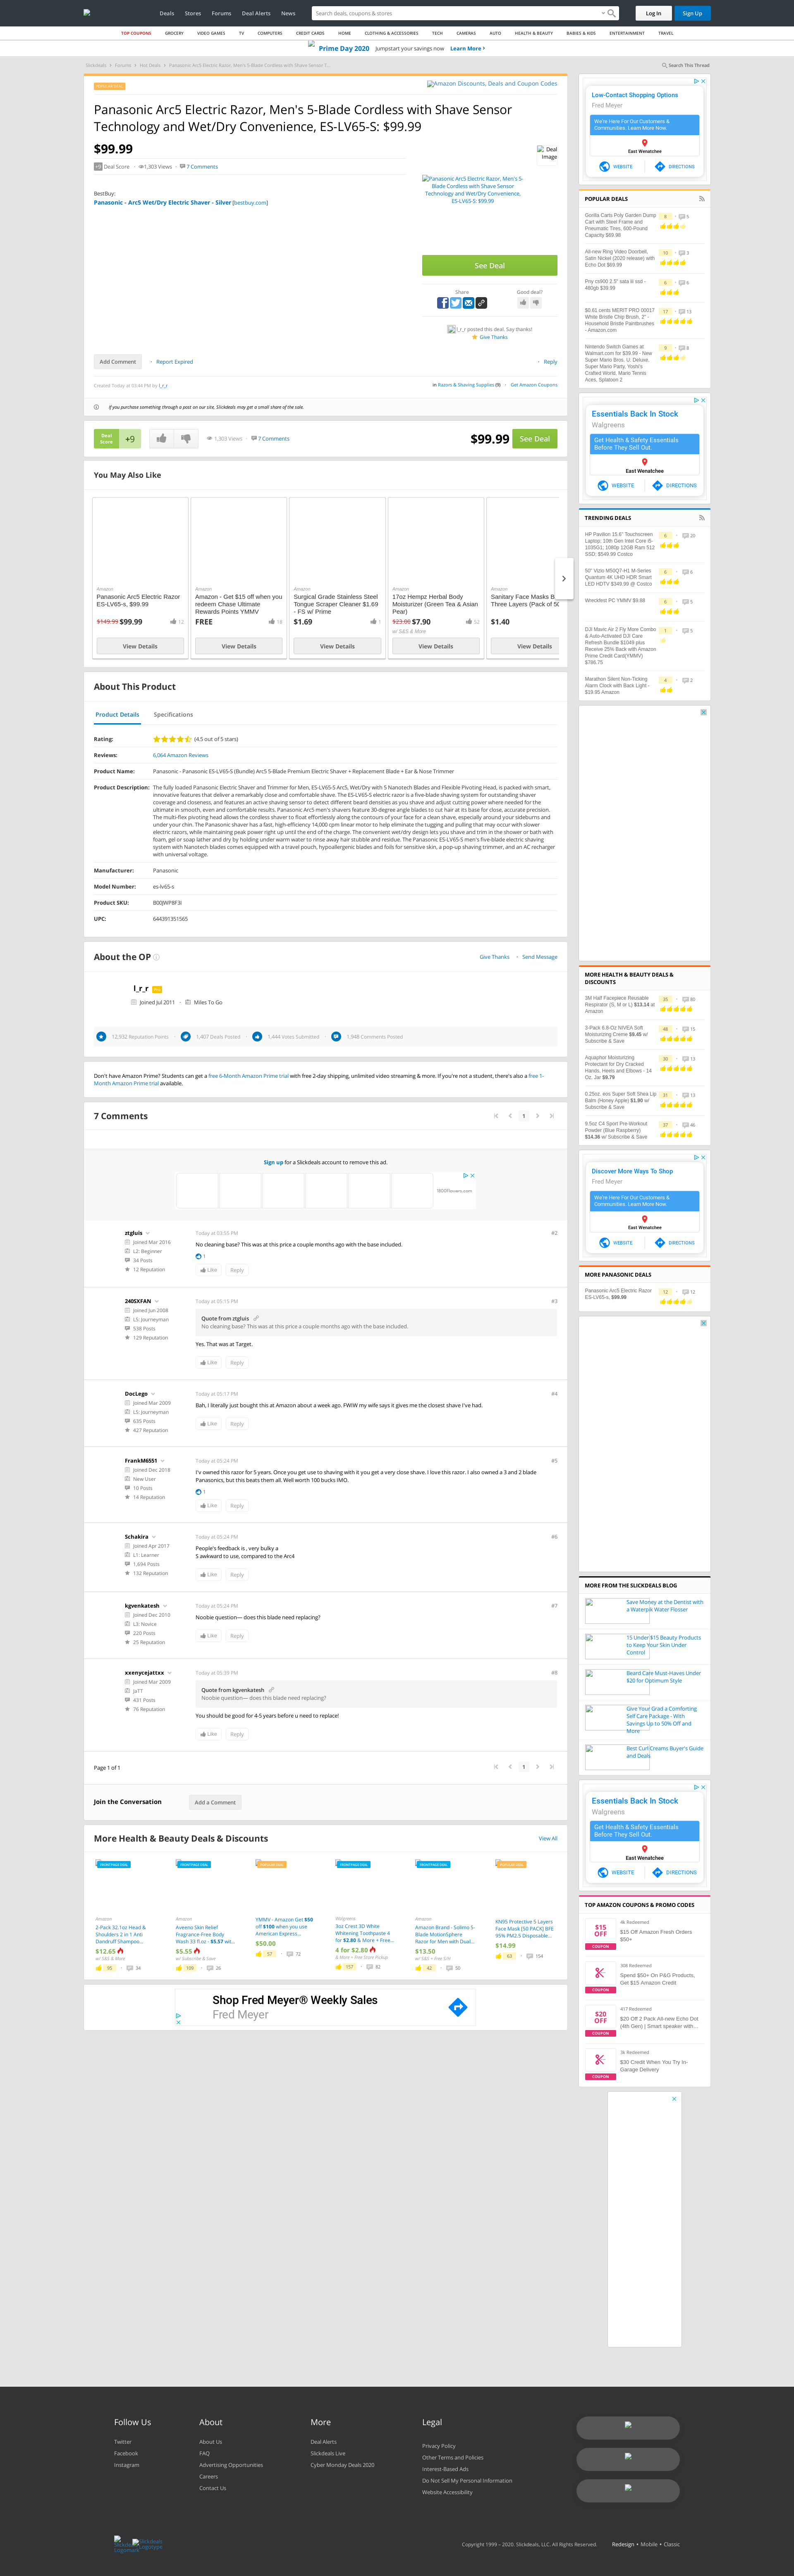 Deals
Stores
Forums
Deal Alerts
News
Search deals, coupons & stores
Log In
Sign Up
TOP COUPONS
GROCERY
VIDEO GAMES
TV
COMPUTERS
CREDIT CARDS
HOME
CLOTHING & ACCESSORIES
TECH
CAMERAS
AUTO
HEALTH & BEAUTY
BABIES & KIDS
ENTERTAINMENT
TRAVEL
Prime Day 2020 Jumpstart your savings now Learn More
Slickdeals
Forums
Hot Deals
Panasonic Arc5 Electric Razor, Men's 5-Blade Cordless with Shave Sensor T...
Search This Thread
POPULAR DEAL
Amazon Discounts, Deals and Coupon Codes
Panasonic Arc5 Electric Razor, Men's 5-Blade Cordless with Shave Sensor
Technology and Wet/Dry Convenience, ES-LV65-S: $99.99
$99.99
+9 Deal Score
1,303 Views
7 Comments
Deal Image
BestBuy:
Panasonic - Arc5 Wet/Dry Electric Shaver - Silver (bestbuy.com)
Panasonic Arc5 Electric Razor, Men's 5-
Blade Cordless with Shave Sensor
Technology and Wet/Dry Convenience,
ES-LV65-S: $99.99
See Deal
Share
Good deal?
l_r_r posted this deal. Say thanks!
Give Thanks
Add Comment
Report Expired
Reply
Created Today at 03:44 PM by l_r_r
in Razors & Shaving Supplies (9)
Get Amazon Coupons
If you purchase something through a post on our site, Slickdeals may get a small share of the sale.
Deal Score
+9
1,303 Views
7 Comments
$99.99
See Deal
You May Also Like
Amazon
Panasonic Arc5 Electric Razor
ES-LV65-s, $99.99
$149.99 $99.99
12
View Details
Amazon
Amazon - Get $15 off when you
redeem Chase Ultimate
Rewards Points YMMV
FREE
18
View Details
Amazon
Surgical Grade Stainless Steel
Tongue Scraper Cleaner $1.69
- FS w/ Prime
$1.69
1
View Details
Amazon
17oz Hempz Herbal Body
Moisturizer (Green Tea & Asian
Pear)
$23.00 $7.90
32
w/ S&S & More
View Details
Amazon
Sanitary Face Masks B
Three Layers (Pack of 50
$1.40
View Details
About This Product
Product Details
Specifications
Rating: (4.5 out of 5 stars)
Reviews: 6,064 Amazon Reviews
Product Name: Panasonic - Panasonic ES-LV65-S (Bundle) Arc5 5-Blade Premium Electric Shaver + Replacement Blade + Ear & Nose Trimmer
Product Description: The fully loaded Panasonic Electric Shaver and Trimmer for Men, ES-LV65-S Arc5, Wet/Dry with 5 Nanotech Blades and Flexible Pivoting Head, is packed with smart,
innovative features that deliver a remarkably close and comfortable shave. The ES-LV65-S electric razor is a five-blade shaving system for outstanding shaver
coverage and closeness, and features an active shaving sensor to detect different beard densities as you shave and adjust cutting power where needed for the
ultimate in smooth, even and comfortable results. Panasonic Arc5 men's shavers feature 30-degree angle blades to cut hair at its base for close, accurate performance.
The multi-flex pivoting head allows the cordless shaver to float effortlessly along the contours of your face for a clean shave even under the chin, jaw and neck. The
Panasonic shaver has a fast, high-efficiency 14,000 cpm linear motor to help cut through hair cleanly and without the tugging and pulling that may occur with slower
electric razors, while maintaining peak power right up until the end of the charge. The convenient wet/dry design lets you shave and trim in the shower or bath with
foam, gel or soap lather and dry by holding under warm water to rinse away hair stubble and residue. The Panasonic ES-LV65-S men's five-blade electric shaving
system with Nanotech blades comes equipped with a travel pouch, hypoallergenic blades and foils for sensitive skin, a pop-up shaving trimmer, and an AC recharger
with universal voltage.
Manufacturer: Panasonic
Model Number: es-lv65-s
Product SKU: B00JWP8F3I
UPC: 644391351565
About the OP
Give Thanks
Send Message
l_r_r
Pro
Joined Jul 2011
Miles To Go
12,932 Reputation Points
1,407 Deals Posted
1,444 Votes Submitted
1,948 Comments Posted
Don't have Amazon Prime? Students can get a free 6-Month Amazon Prime trial with free 2-day shipping, unlimited video streaming & more. If you're not a student, there's also a free 1-
Month Amazon Prime trial available.
7 Comments
1
Sign up for a Slickdeals account to remove this ad.
1800flowers.com
ztgluis
Joined Mar 2016
L2: Beginner
34 Posts
12 Reputation
Today at 03:55 PM
#2
No cleaning base? This was at this price a couple months ago with the base included.
1
Like
Reply
240SXFAN
Joined Jun 2008
L5: Journeyman
538 Posts
129 Reputation
Today at 05:15 PM
#3
Quote from ztgluis
No cleaning base? This was at this price a couple months ago with the base included.
Yes. That was at Target.
Like
Reply
DocLego
Joined Mar 2009
L5: Journeyman
635 Posts
427 Reputation
Today at 05:17 PM
#4
Bah, I literally just bought this at Amazon about a week ago. FWIW my wife says it gives me the closest shave I've had.
Like
Reply
FrankM6551
Joined Dec 2018
New User
10 Posts
14 Reputation
Today at 05:24 PM
#5
I'v owned this razor for 5 years. Once you get use to shaving with it you get a very close shave. I love this razor. I also owned a 3 and blade
Panasonics, but this beats them all. Well worth 100 bucks IMO.
1
Like
Reply
Schakira
Joined Apr 2017
L1: Learner
1,694 Posts
132 Reputation
Today at 05:24 PM
#6
People's feedback is , very bulky a
S awkward to use, compared to the Arc4
Like
Reply
kgvenkatesh
Joined Dec 2010
L3: Novice
220 Posts
25 Reputation
Today at 05:24 PM
#7
Noobie question— does this blade need replacing?
Like
Reply
xxenycejattxx
Joined Mar 2009
JaTT
431 Posts
76 Reputation
Today at 05:39 PM
#8
Quote from kgvenkatesh
Noobie question— does this blade need replacing?
You should be good for 4-5 years before u need to replace!
Like
Reply
Page 1 of 1
1
Join the Conversation
Add a Comment
More Health & Beauty Deals & Discounts
View All
FRONTPAGE DEAL
Amazon
2-Pack 32.1oz Head &
Shoulders 2 in 1 Anti
Dandruff Shampoo...
$12.65
w/ S&S & More
95
34
FRONTPAGE DEAL
Amazon
Aveeno Skin Relief
Fragrance-Free Body
Wash 33 fl oz - $5.57 wit...
$5.55
w/ Subscribe & Save
109
26
POPULAR DEAL
YMMV - Amazon Get $50
off $100 when you use
American Express...
$50.00
57
72
FRONTPAGE DEAL
Walgreens
3oz Crest 3D White
Whitening Toothpaste 4
for $2.80 & More + Free...
4 for $2.80
& More + Free Store Pickup
157
82
FRONTPAGE DEAL
Amazon
Amazon Brand - Solimo 5-
Blade MotionSphere
Razor for Men with Dual...
$13.50
w/ S&S + Free S/H
42
50
POPULAR DEAL
KN95 Protective 5 Layers
Face Mask [50 PACK] BFE
95% PM2.5 Disposable...
$14.99
63
194
Shop Fred Meyer® Weekly Sales
Fred Meyer
Low-Contact Shopping Options
Fred Meyer
We're Here For Our Customers &
Communities. Learn More Now.
East Wenatchee
WEBSITE
DIRECTIONS
POPULAR DEALS
Gorilla Carts Poly Garden Dump
Cart with Steel Frame and
Pneumatic Tires, 600-Pound
Capacity $69.98
8
5
All-new Ring Video Doorbell,
Satin Nickel (2020 release) with
Echo Dot $69.99
10
3
Pny cs900 2.5'' sata iii ssd -
480gb $39.99
6
6
$0.61 cents MERIT PRO 00017
White Bristle Chip Brush, 2" -
Household Bristle Paintbrushes
- Amazon.com
17
13
Nintendo Switch Games at
Walmart.com for $39.99 - New
Super Mario Bros. U: Deluxe,
Super Mario Party, Yoshi's
Crafted World, Mario Tennis
Aces, Splatoon 2
9
8
Essentials Back In Stock
Walgreens
Get Health & Safety Essentials
Before They Sell Out.
East Wenatchee
WEBSITE
DIRECTIONS
TRENDING DEALS
HP Pavilion 15.6" Touchscreen
Laptop: 10th Gen Intel Core i5-
1035G1, 1080p 12GB Ram 512
SSD; $549.99 Costco
6
20
50" Vizio M50Q7-H1 M-Series
Quantum 4K UHD HDR Smart
LED HDTV $349.99 @ Costco
6
6
Wreckfest PC YMMV $9.88
6
5
DJI Mavic Air 2 Fly More Combo
& Auto-Activated DJI Care
Refresh Bundle $1049 plus
Receive 25% Back with Amazon
Prime Credit Card(YMMV)
$786.75
1
5
Marathon Silent Non-Ticking
Alarm Clock with Back Light -
$19.95 Amazon
4
2
MORE HEALTH & BEAUTY DEALS &
DISCOUNTS
3M Half Facepiece Reusable
Respirator (S, M or L) $13.14 at
Amazon
35
80
3-Pack 6.8-Oz NIVEA Soft
Moisturizing Creme $9.45 w/
Subscribe & Save
48
15
Aquaphor Moisturizing
Protectant for Dry Cracked
Hands, Heels and Elbows - 14
Oz. Jar $9.79
30
13
0.25oz. eos Super Soft Shea Lip
Balm (Honey Apple) $1.80 w/
Subscribe & Save
31
13
9.5oz C4 Sport Pre-Workout
Powder (Blue Raspberry)
$14.36 w/ Subscribe & Save
37
46
Discover More Ways To Shop
Fred Meyer
We're Here For Our Customers &
Communities. Learn More Now.
East Wenatchee
WEBSITE
DIRECTIONS
MORE PANASONIC DEALS
Panasonic Arc5 Electric Razor
ES-LV65-s, $99.99
12
12
MORE FROM THE SLICKDEALS BLOG
Save Money at the Dentist with
a Waterpik Water Flosser
15 Under-$15 Beauty Products
to Keep Your Skin Under
Control
Beard Care Must-Haves Under
$20 for Optimum Style
Give Your Grad a Comforting
Self Care Package - With
Savings Up to 50% Off and
More
Best Curl Creams Buyer's Guide
and Deals
Essentials Back In Stock
Walgreens
Get Health & Safety Essentials
Before They Sell Out.
East Wenatchee
WEBSITE
DIRECTIONS
TOP AMAZON COUPONS & PROMO CODES
$15 OFF
COUPON
4k Redeemed
$15 Off Amazon Fresh Orders
$50+
COUPON
308 Redeemed
Spend $50+ On P&G Products,
Get $15 Amazon Credit
$20 OFF
COUPON
417 Redeemed
$20 Off 2 Pack All-new Echo Dot
(4th Gen) | Smart speaker with...
COUPON
3k Redeemed
$30 Credit When You Try In-
Garage Delivery
Follow Us
Twitter
Facebook
Instagram
About
About Us
FAQ
Advertising Opportunities
Careers
Contact Us
More
Deal Alerts
Slickdeals Live
Cyber Monday Deals 2020
Legal
Privacy Policy
Other Terms and Policies
Interest-Based Ads
Do Not Sell My Personal Information
Website Accessibility
Copyright 1999 - 2020. Slickdeals, LLC. All Rights Reserved.
Redesign • Mobile • Classic